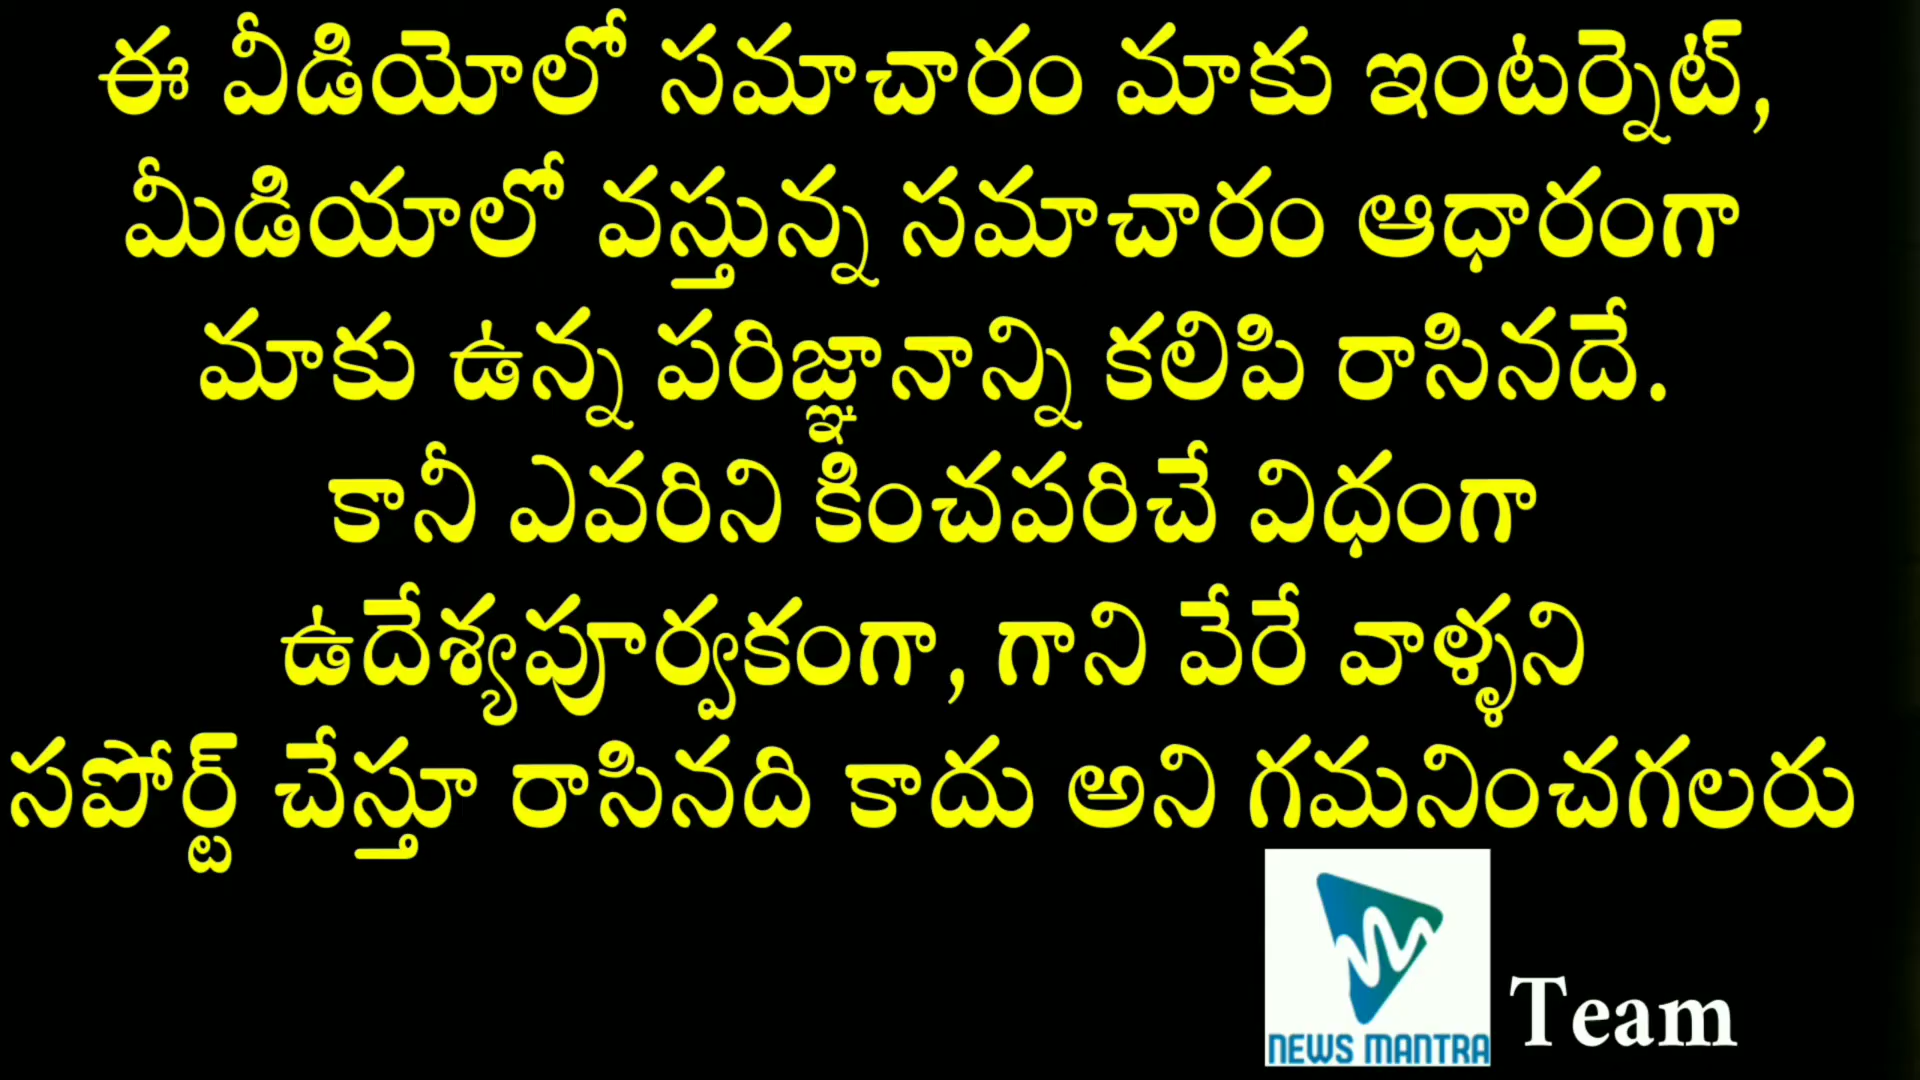 ఈ వీడియోలో సమాచారం మాకు ఇంటర్నెట్,
మీడియాలో వస్తున్న సమాచారం ఆధారంగా
మాకు ఉన్న పరిజ్ఞానాన్ని కలిపి రాసినదే.
కానీ ఎవరిని కించపరిచే విధంగా
ఉదేశ్యపూర్వకంగా, గాని వేరే వాళ్ళని
సపోర్ట్ చేస్తూ రాసినది కాదు అని గమనించగలరు
NEWS MANTRA Team